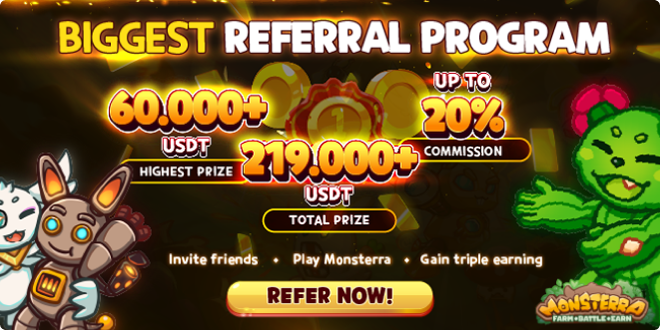 BIGGEST REFERRAL PROGRAM
60.000+
USDT
HIGHEST PRIZE
219.000+
USDT
TOTAL PRIZE
UP TO
20%
COMMISSION
1
Invite friends • Play Monsterra • Gain triple earning
REFER NOW!
MONSTERRA
FARM•BATTLE•EARN